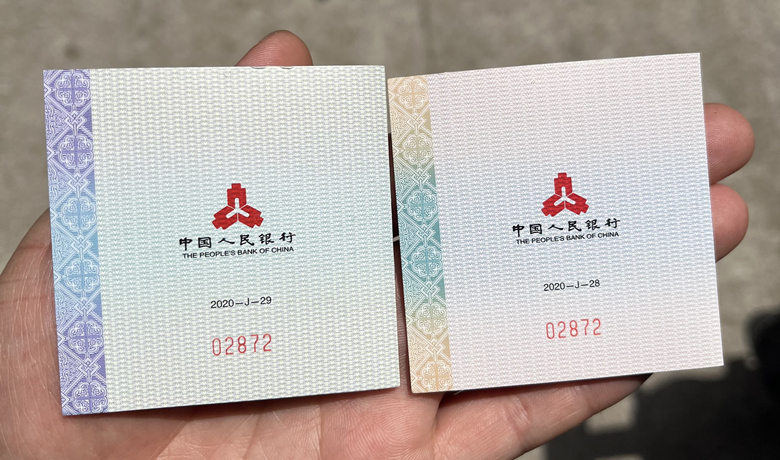 中国人民银行
THE PEOPLE'S BANK OF CHINA
2020-J-29
02872
中国人民银行
THE PEOPLE'S BANK OF CHINA
2020-J-28
02872